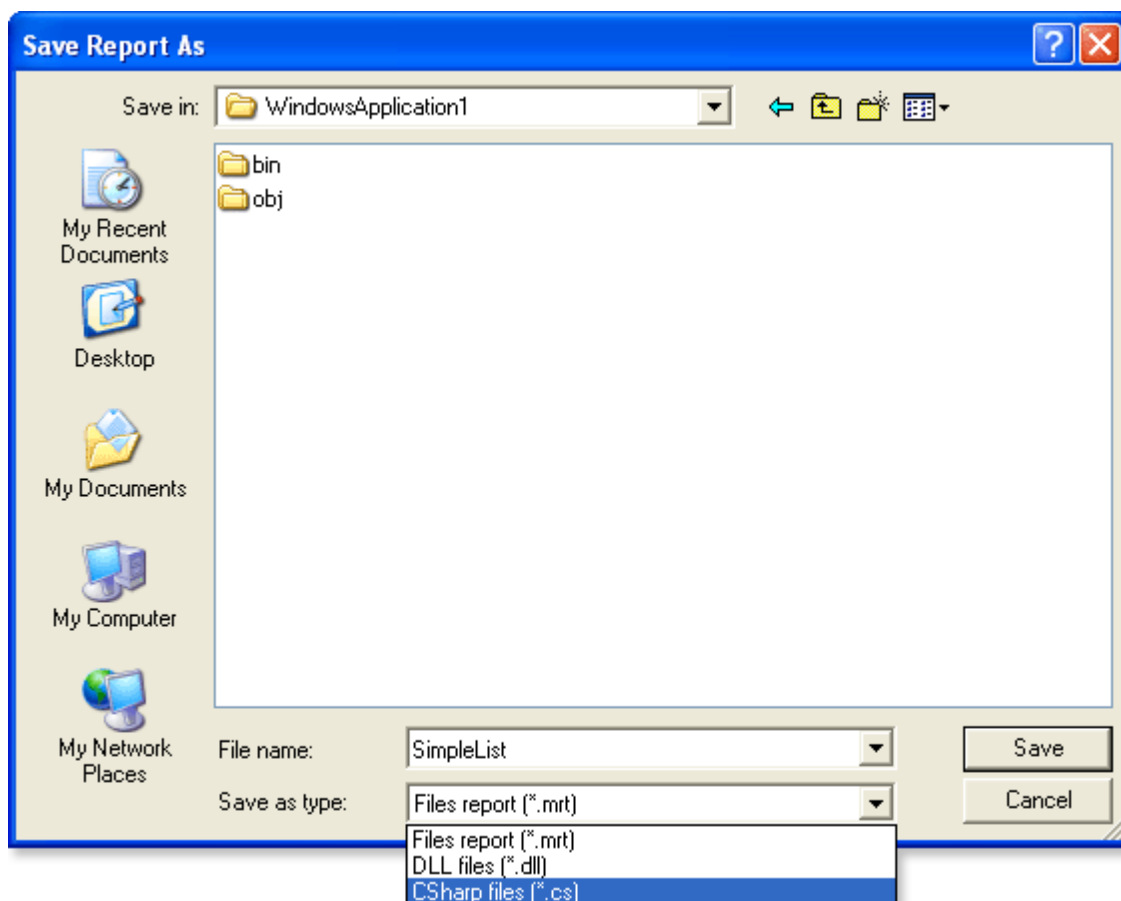 Save Report As
Save in:
WindowsApplication1
bin
obj
My Recent
Documents
Desktop
My Documents
My Computer
My Network
Places
File name:
SimpleList
Save
Save as type:
Files report (*.mrt)
Cancel
Files report (*.mrt)
DLL files (*.dll)
CSharp files (*.cs)